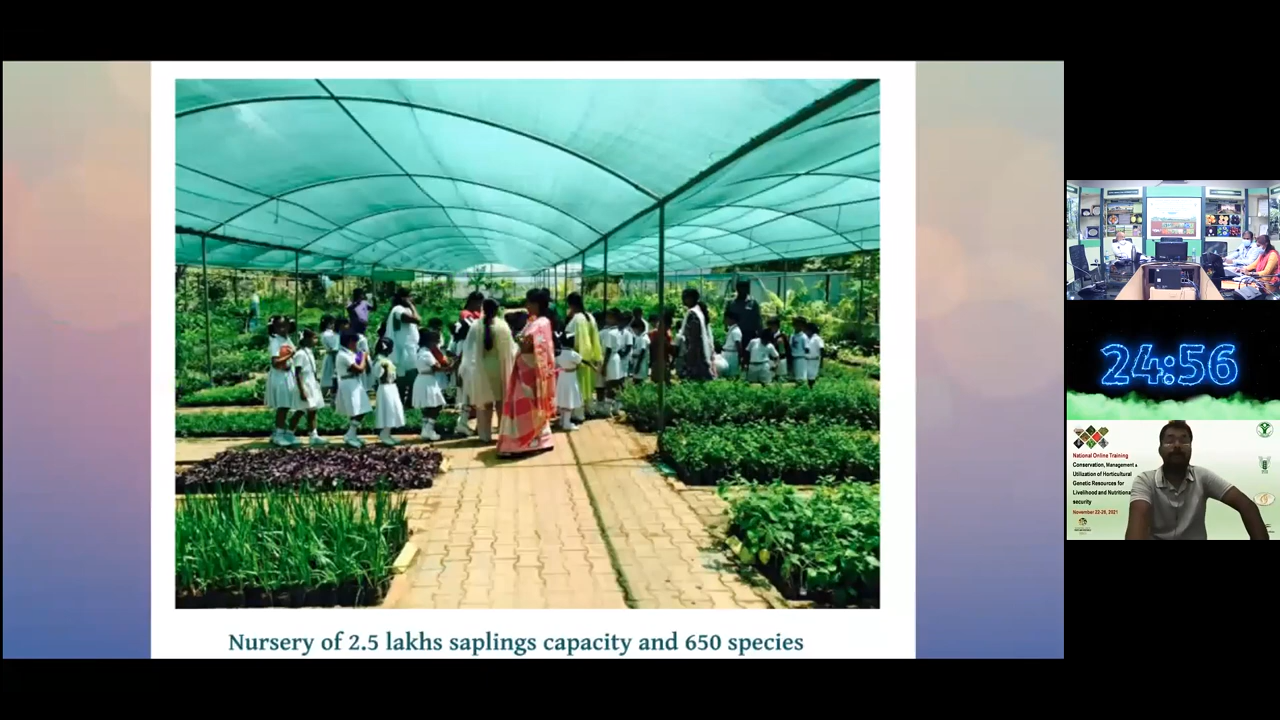 Nursery of 2.5 lakhs saplings capacity and 650 species
24:56
National Online Training
Conservation, Management &
Utilization of Horticultural
Genetic Resources for
Livelihood and Nutritional
security
November 22-26, 2021